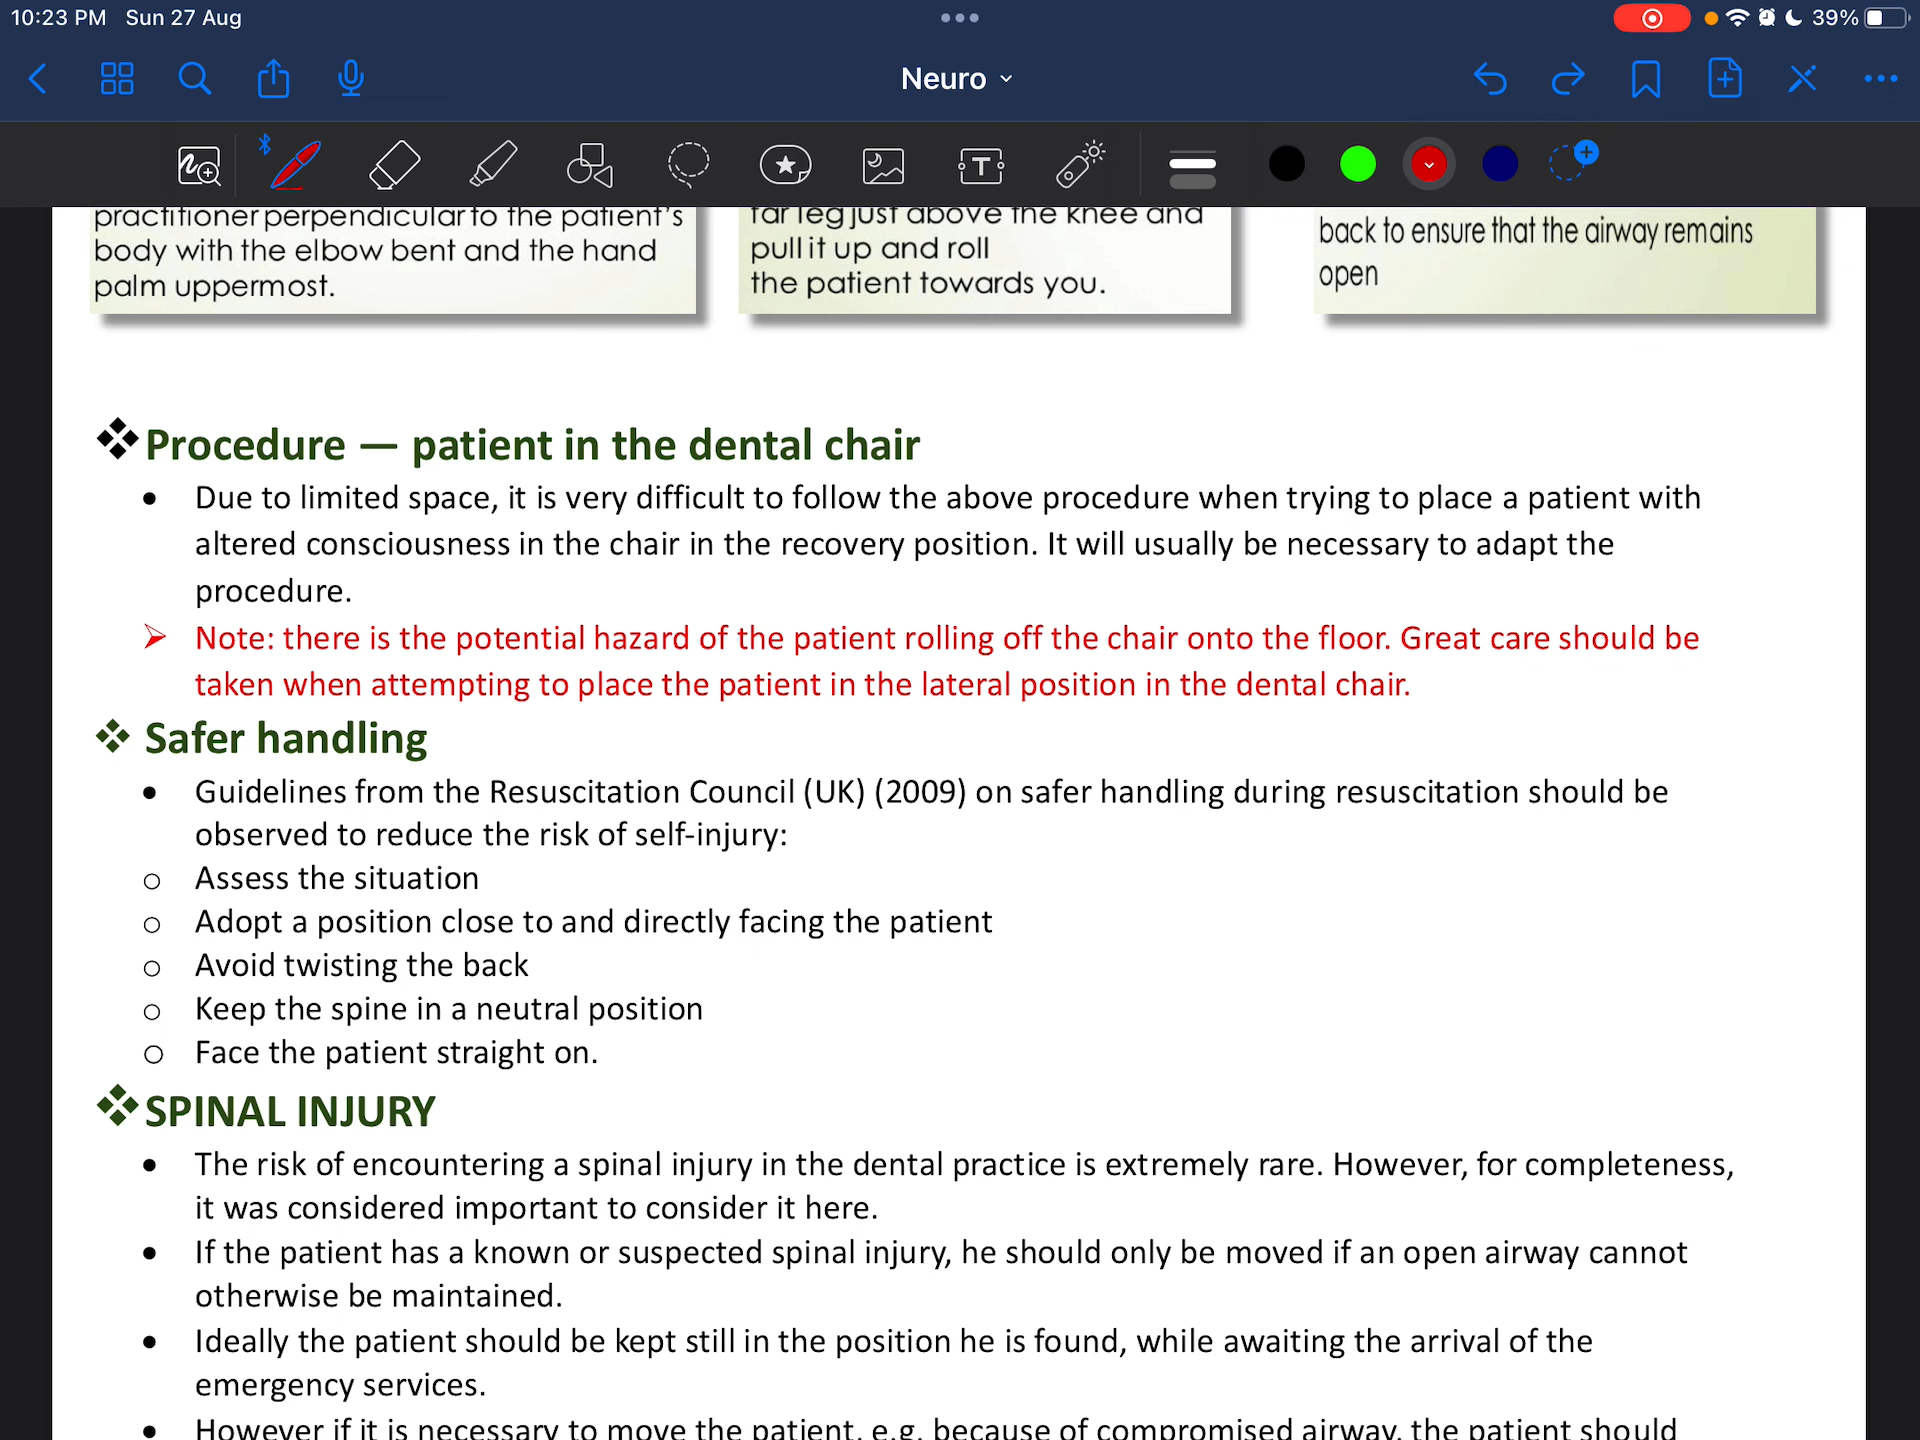 10:23 PM Sun 27 Aug
39%
Neuro
T
practitioner perpendicular to the patient's
body with the elbow bent and the hand
palm uppermost.
far leg just above the knee and
pull it up and roll
the patient towards you.
back to ensure that the airway remains
open
Procedure — patient in the dental chair
• Due to limited space, it is very difficult to follow the above procedure when trying to place a patient with
altered consciousness in the chair in the recovery position. It will usually be necessary to adapt the
procedure.
Note: there is the potential hazard of the patient rolling off the chair onto the floor. Great care should be
taken when attempting to place the patient in the lateral position in the dental chair.
Safer handling
• Guidelines from the Resuscitation Council (UK) (2009) on safer handling during resuscitation should be
observed to reduce the risk of self-injury:
o Assess the situation
o Adopt a position close to and directly facing the patient
o Avoid twisting the back
o Keep the spine in a neutral position
o Face the patient straight on.
SPINAL INJURY
• The risk of encountering a spinal injury in the dental practice is extremely rare. However, for completeness,
it was considered important to consider it here.
• If the patient has a known or suspected spinal injury, he should only be moved if an open airway cannot
otherwise be maintained.
• Ideally the patient should be kept still in the position he is found, while awaiting the arrival of the
emergency services.
• However if it is necessary to move the patient, e.g. because of compromised airway, the patient should